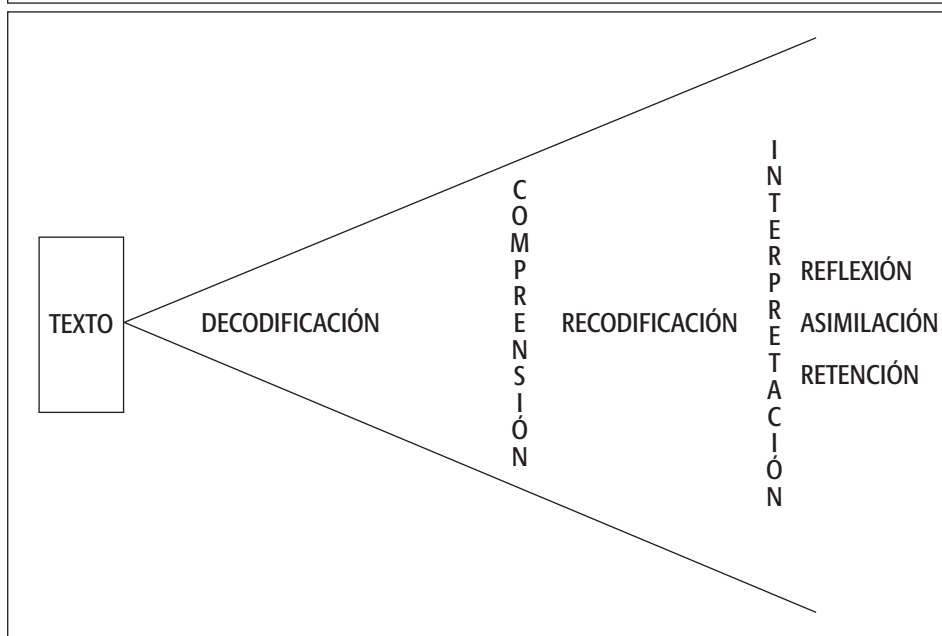 TEXTO
DECODIFICACIÓN
COMPRENSIÓN
RECODIFICACIÓN
INTERPRETACIÓN
REFLEXIÓN
ASIMILACIÓN
RETENCIÓN